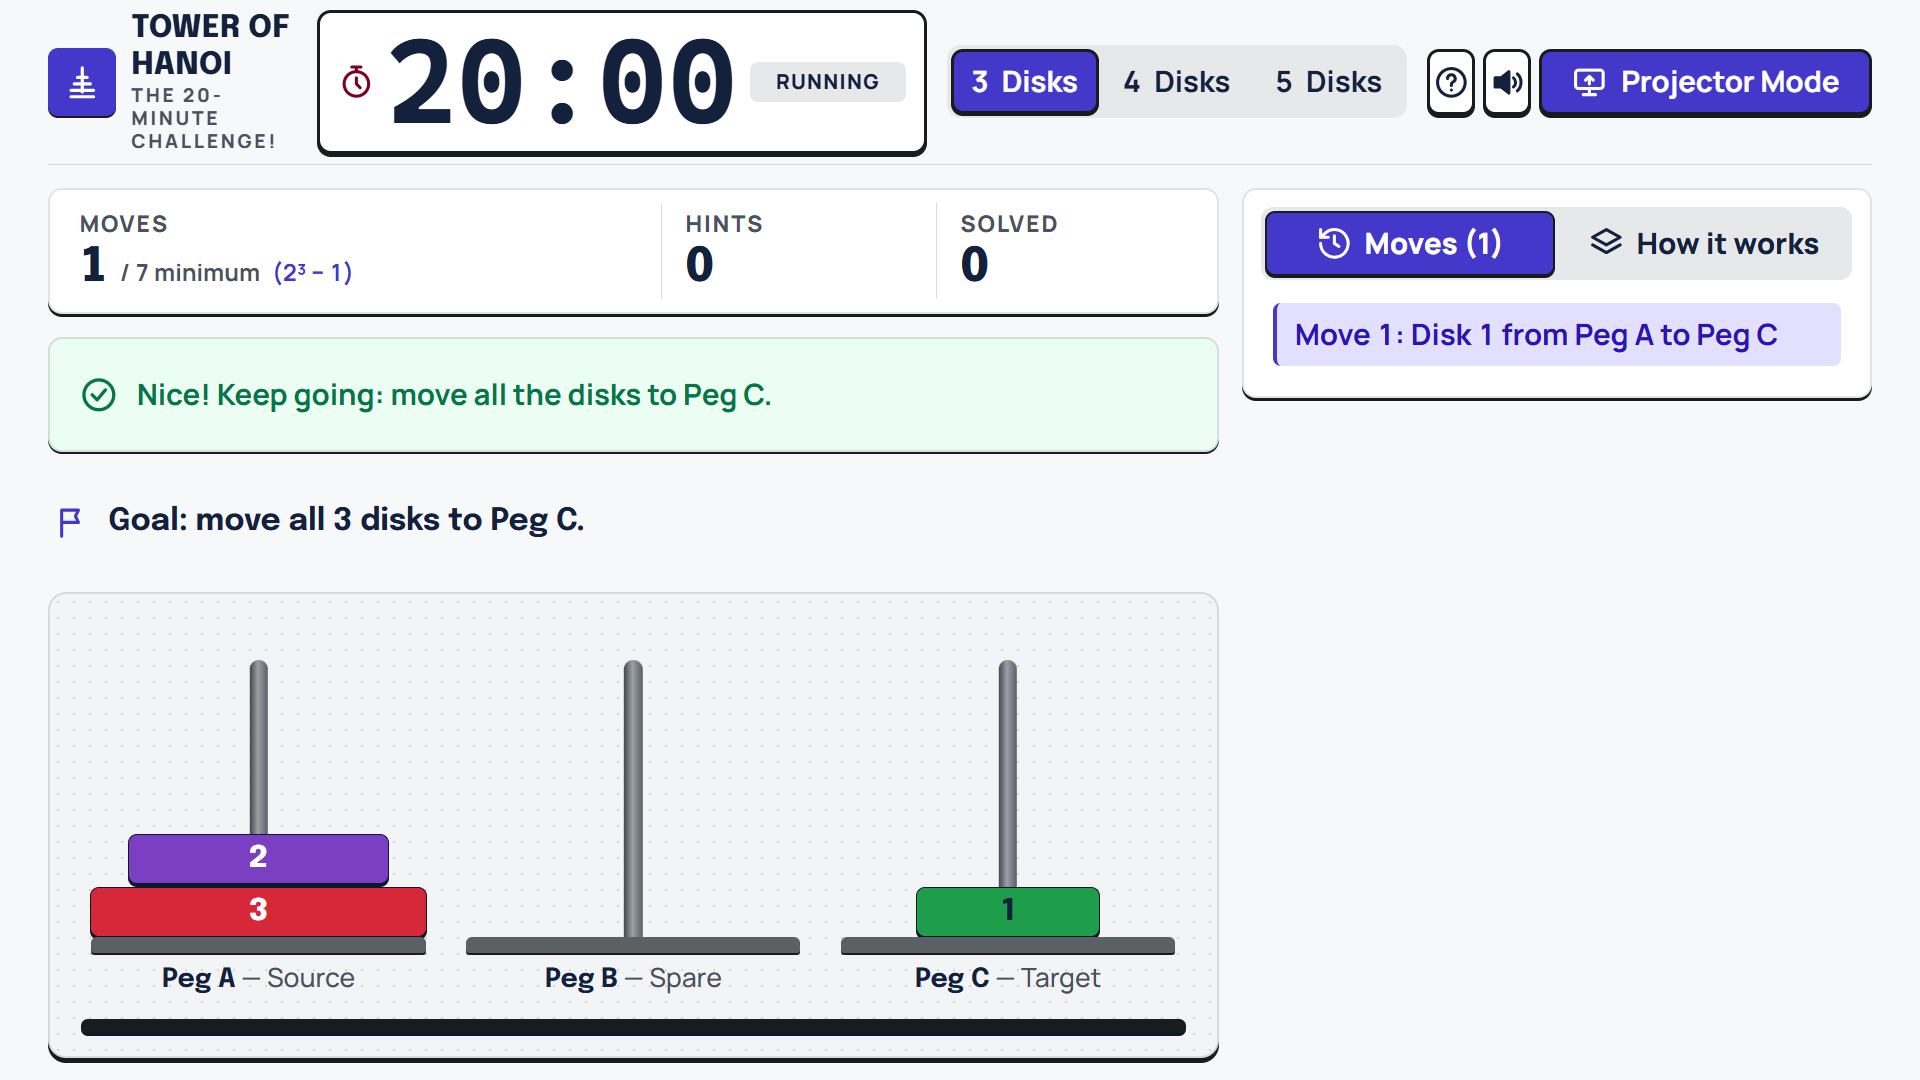 TOWER OF
HANOI
THE 20-
MINUTE
CHALLENGE!
20:00
RUNNING
3 Disks
4 Disks
5 Disks
Projector Mode
MOVES
1 / 7 minimum (2³ – 1)
HINTS
0
SOLVED
0
Moves (1)
How it works
Move 1: Disk 1 from Peg A to Peg C
Nice! Keep going: move all the disks to Peg C.
Goal: move all 3 disks to Peg C.
2
3
1
Peg A — Source
Peg B — Spare
Peg C — Target